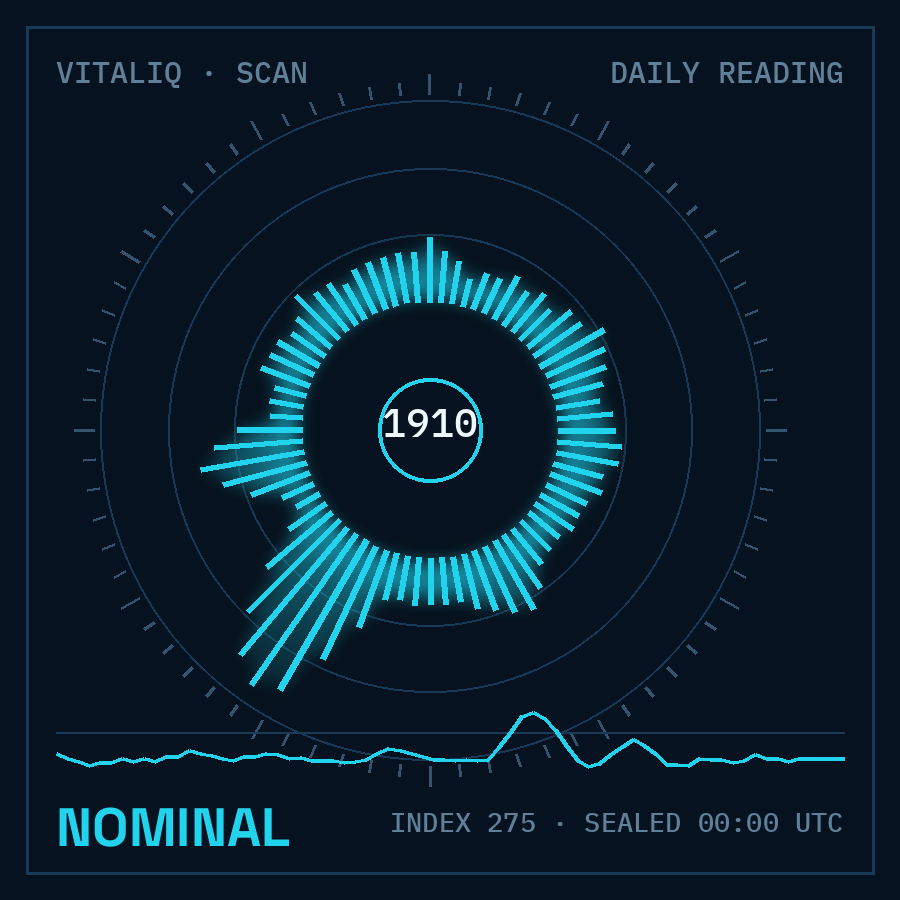 VITALIQ · SCAN
DAILY READING
1910
NOMINAL
INDEX 275 · SEALED 00:00 UTC